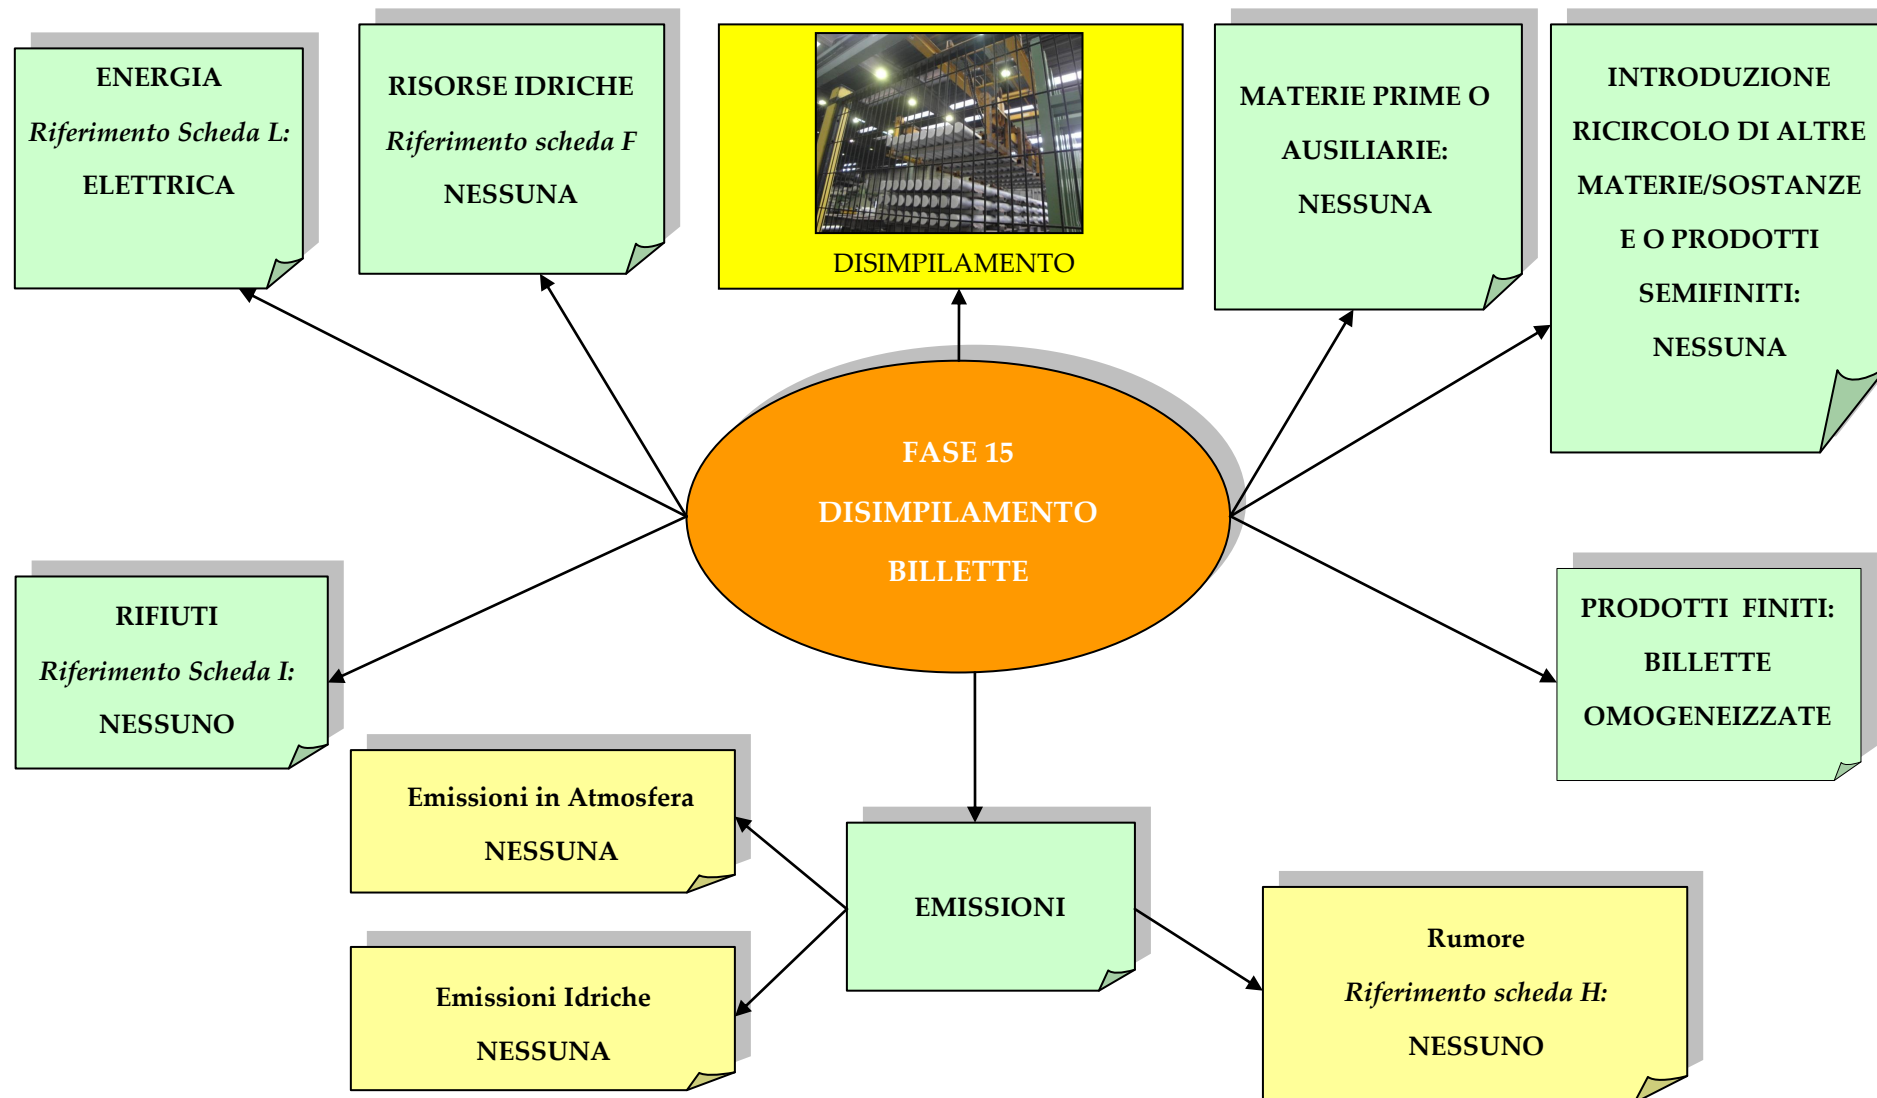 ENERGIA
Riferimento Scheda L:
ELETTRICA
RISORSE IDRICHE
Riferimento scheda F
NESSUNA
DISIMPILAMENTO
MATERIE PRIME O
AUSILIARIE:
NESSUNA
INTRODUZIONE
RICIRCOLO DI ALTRE
MATERIE/SOSTANZE
E O PRODOTTI
SEMIFINITI:
NESSUNA
FASE 15
DISIMPILAMENTO
BILLETTE
RIFIUTI
Riferimento Scheda I:
NESSUNO
PRODOTTI FINITI:
BILLETTE
OMOGENEIZZATE
Emissioni in Atmosfera
NESSUNA
EMISSIONI
Emissioni Idriche
NESSUNA
Rumore
Riferimento scheda H:
NESSUNO